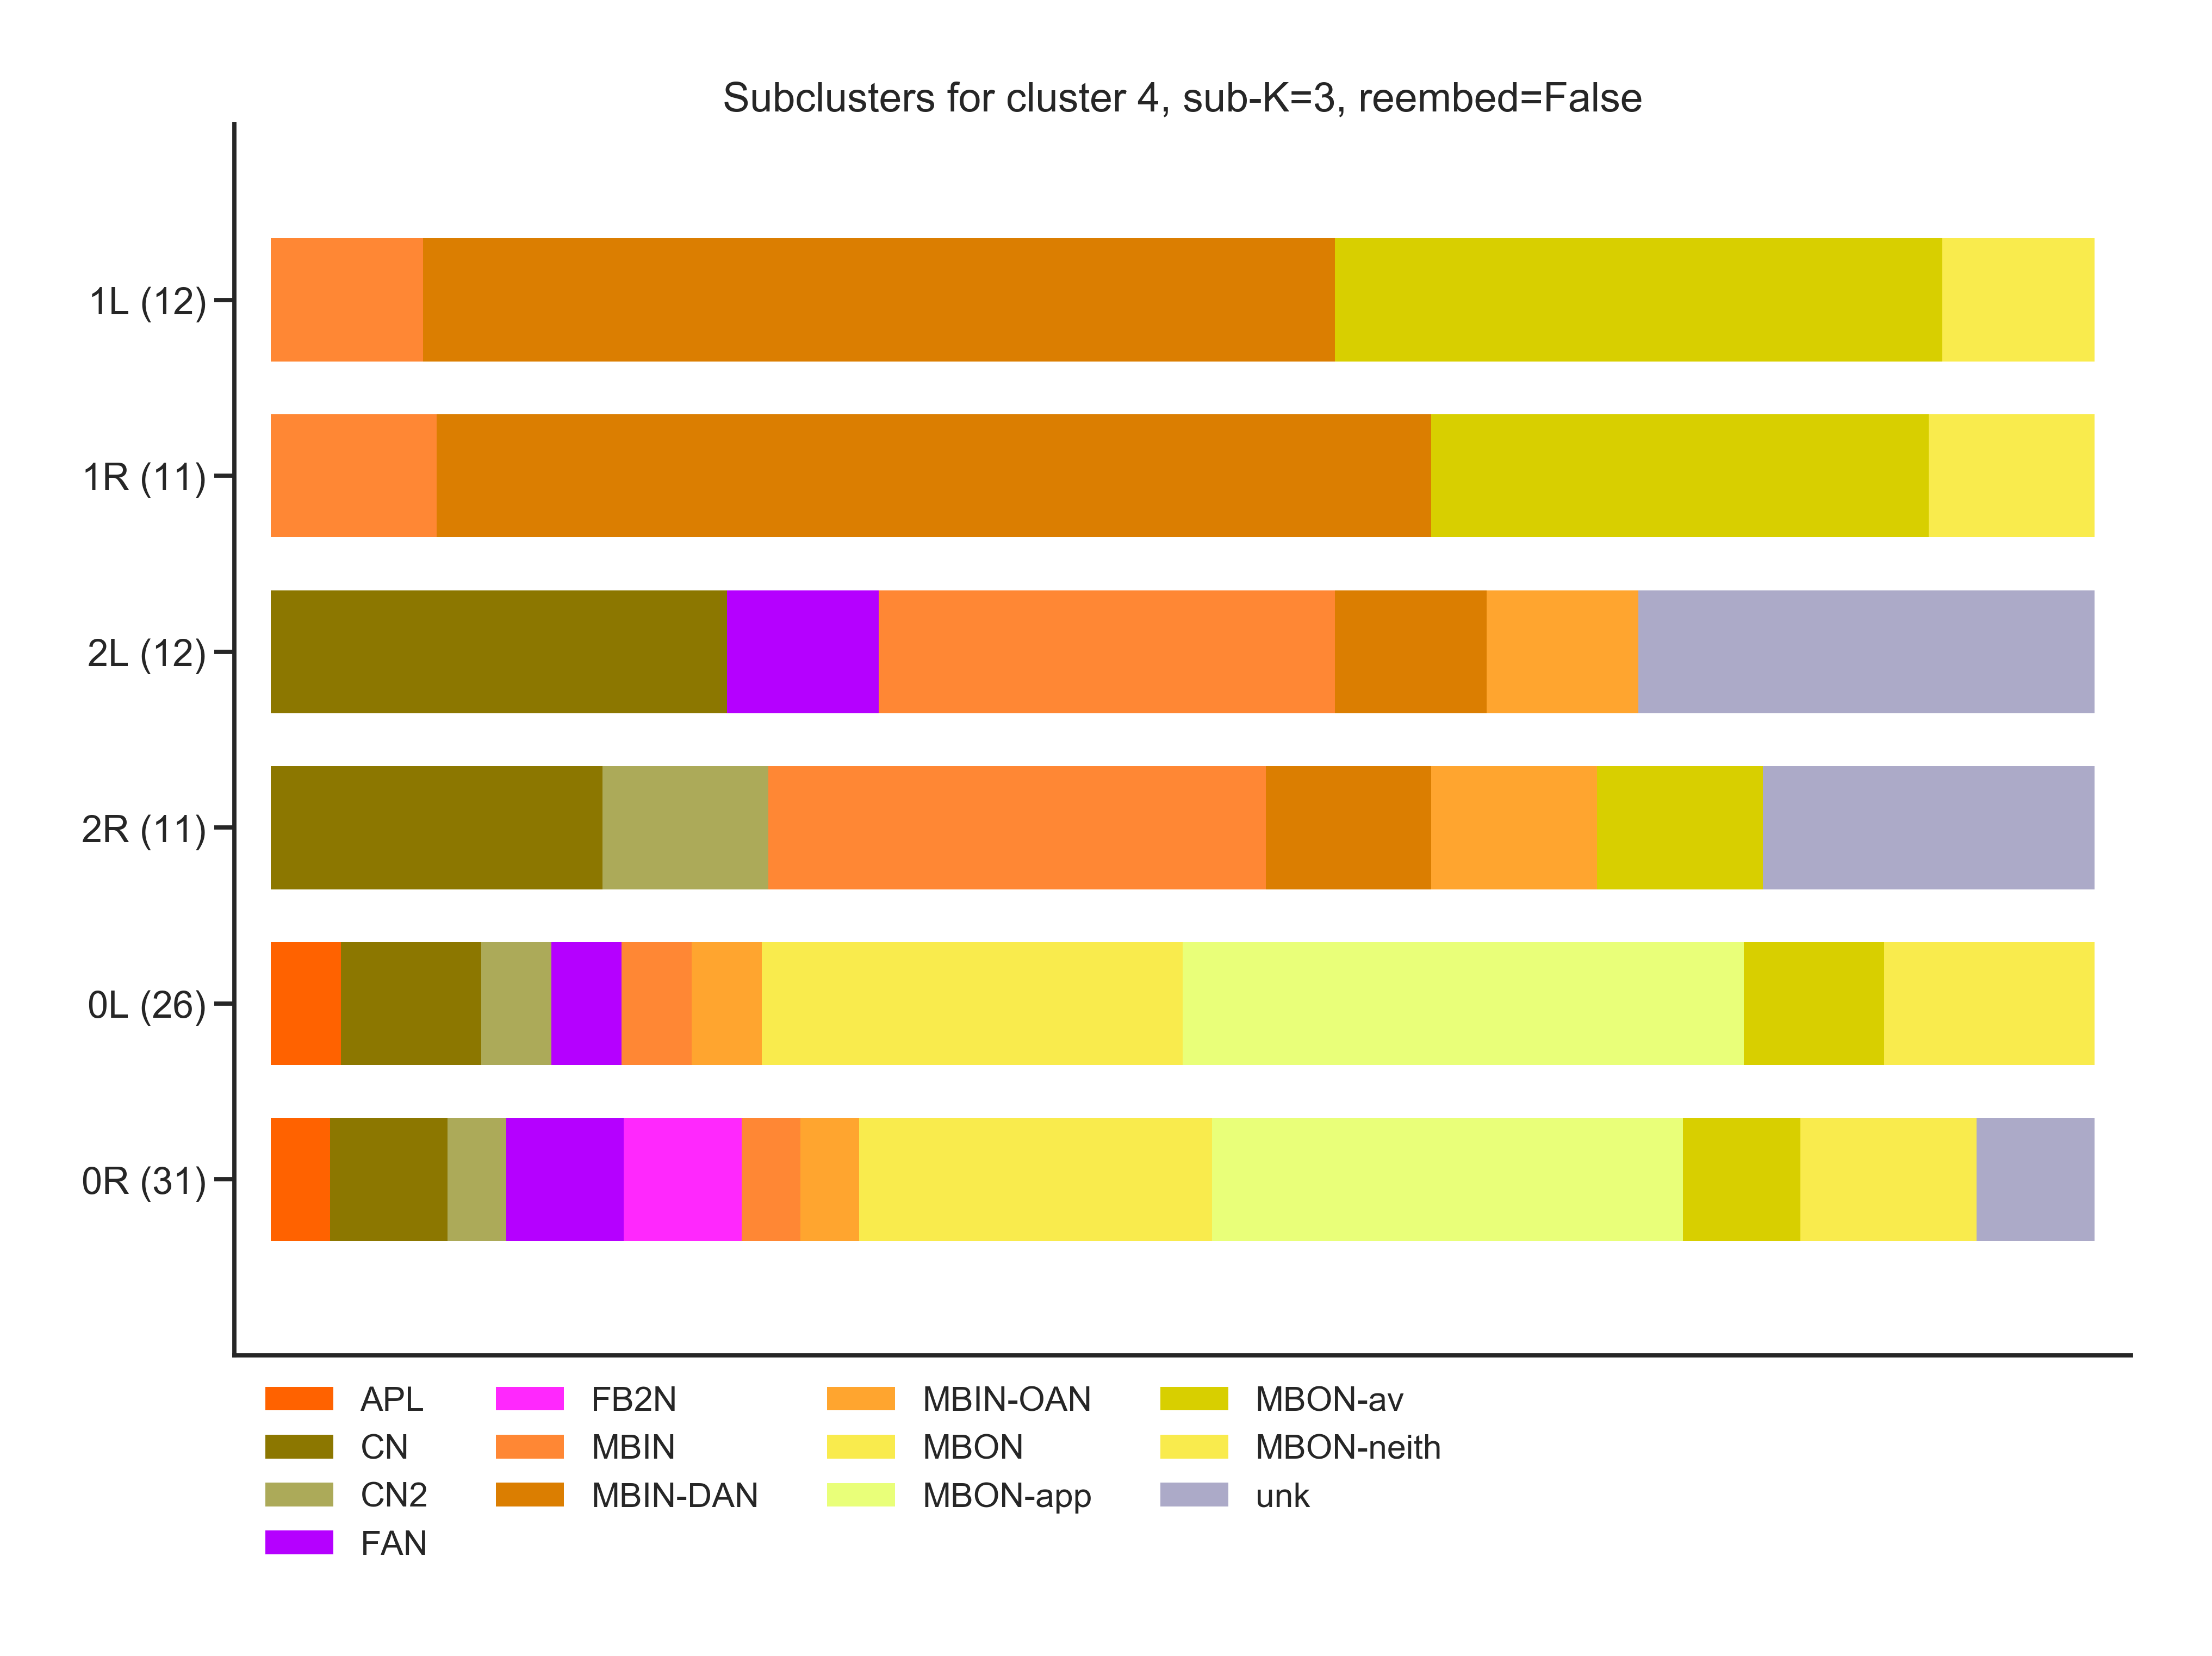 Subclusters for cluster 4, sub-K=3, reembed=False
1L (12)
1R (11)
2L (12)
2R (11)
0L (26)
0R (31)
APL
CN
CN2
FAN
FB2N
MBIN
MBIN-DAN
MBIN-OAN
MBON
MBON-app
MBON-av
MBON-neith
unk